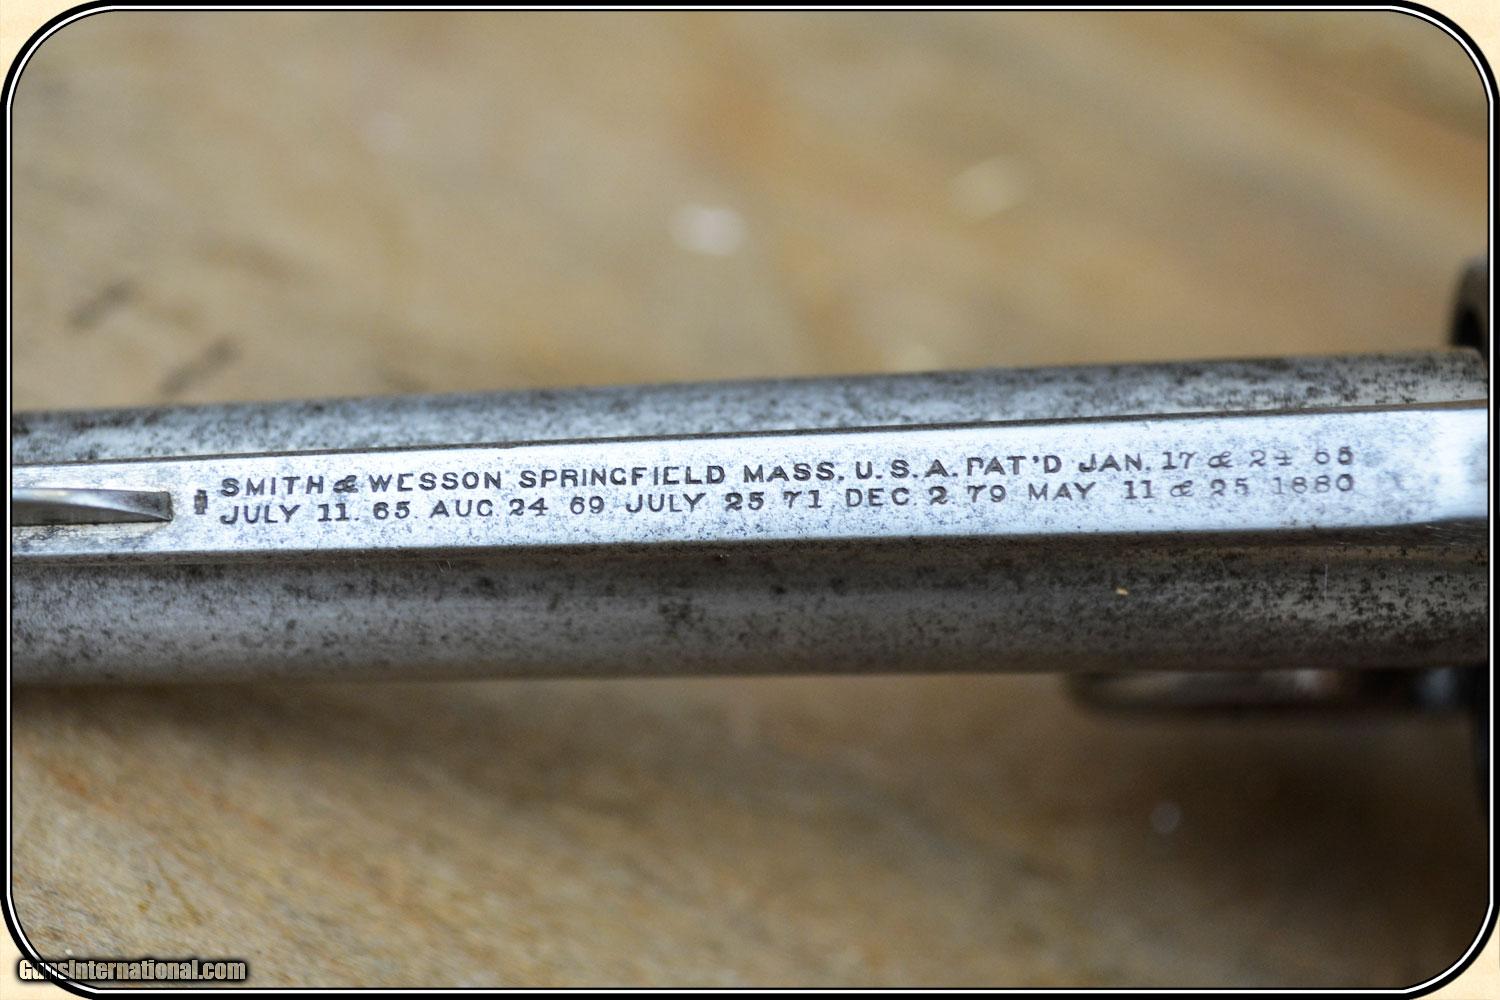 SMITH & WESSON SPRINGFIELD MASS. U.S.A. PAT'D JAN. 17 & 24 65
JULY 11. 65 AUG 24 69 JULY 25 71 DEC. 2. 79 MAY 11 & 25 1880
GunsInternational.com